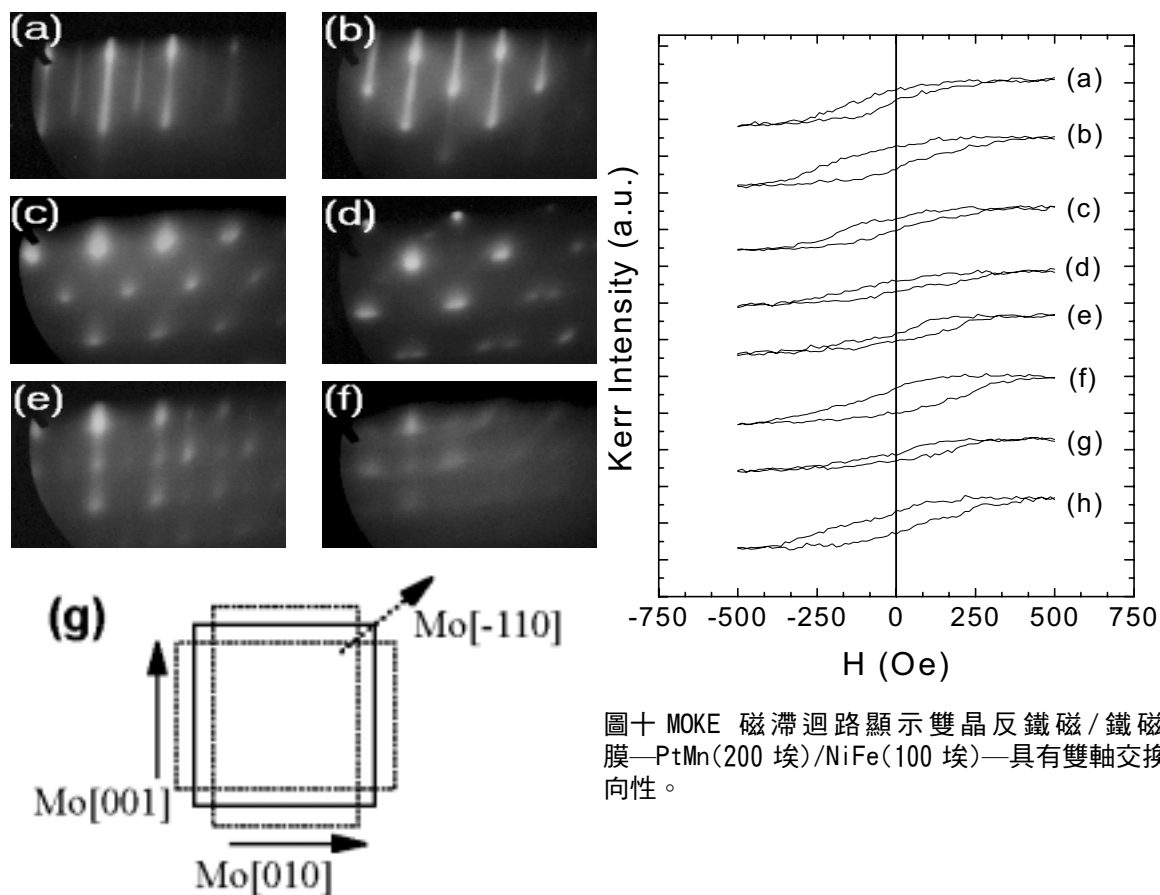 (a)
(b)
(c)
(d)
(e)
(f)
(g)
Mo[-110]
Mo[001]
Mo[010]
Kerr Intensity (a.u.)
(a)
(b)
(c)
(d)
(e)
(f)
(g)
(h)
-750 -500 -250 0 250 500 750
H (Oe)
圖十 MOKE 磁滯迴路顯示雙晶反鐵磁/鐵磁
膜—PtMn(200 埃)/NiFe(100 埃)—具有雙軸交換
向性。